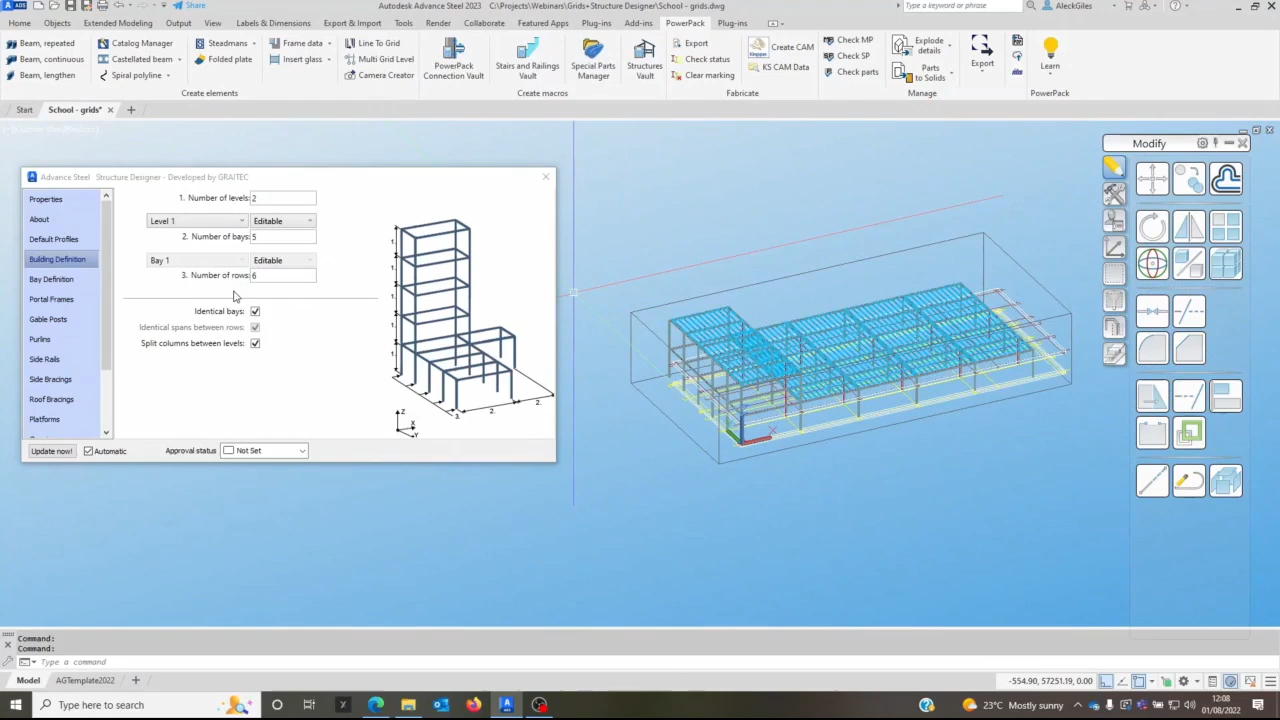 Share
Autodesk Advance Steel 2023
C:\Projects\Webinars\Grids+Structure Designer\School - grids.dwg
Type a keyword or phrase
AleckGiles
Home
Objects
Extended Modeling
Output
View
Labels & Dimensions
Export & Import
Tools
Render
Collaborate
Featured Apps
Plug-ins
Add-ins
PowerPack
Plug-ins
Beam, repeated
Catalog Manager
Steadmans
Frame data
Line To Grid
Export
Create CAM
Check MP
Explode details
Beam, continuous
Castellated beam
Folded plate
Insert glass
Multi Grid Level
Check status
KS CAM Data
Check SP
Parts to Solids
Beam, lengthen
Spiral polyline
Camera Creator
PowerPack Connection Vault
Stairs and Railings Vault
Special Parts Manager
Structures Vault
Clear marking
Check parts
Export
Learn
Create elements
Create macros
Fabricate
Manage
PowerPack
Start
School - grids*
Modify
Advance Steel
Structure Designer - Developed by GRAITEC
Properties
About
Default Profiles
Building Definition
Bay Definition
Portal Frames
Gable Posts
Purlins
Side Rails
Side Bracings
Roof Bracings
Platforms
1. Number of levels: 2
Level 1
Editable
2. Number of bays: 5
Bay 1
Editable
3. Number of rows: 6
Identical bays:
Identical spans between rows:
Split columns between levels:
3.
2.
2.
Z
X
Y
Update now!
Automatic
Approval status
Not Set
Command:
Command:
Type a command
Model
AGTemplate2022
-554.90, 57251.19, 0.00
Type here to search
23°C Mostly sunny
12:08
01/08/2022